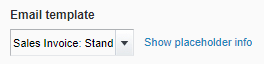 Email template
Sales Invoice: Stand
Show placeholder info